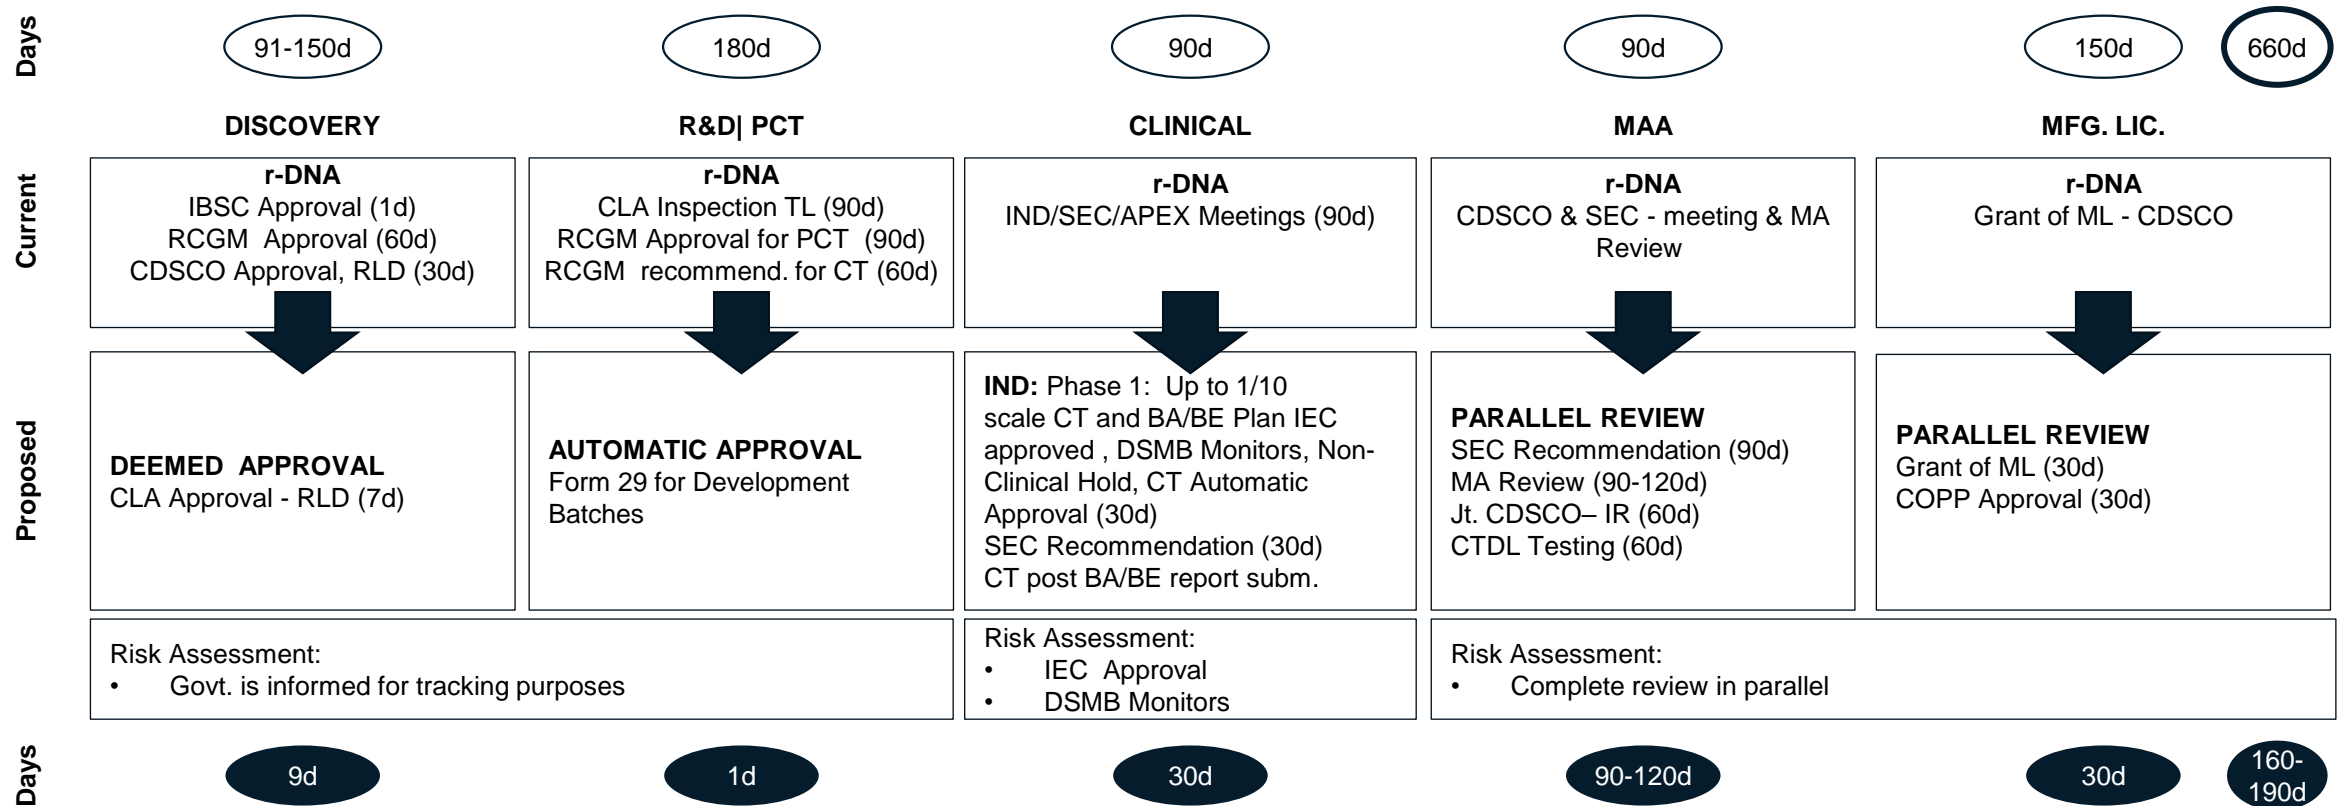 Days
91-150d
180d
90d
90d
150d
660d
DISCOVERY
R&D| PCT
CLINICAL
MAA
MFG. LIC.
Current
r-DNA
IBSC Approval (1d)
RCGM Approval (60d)
CDSCO Approval, RLD (30d)
r-DNA
CLA Inspection TL (90d)
RCGM Approval for PCT (90d)
RCGM recommend. for CT (60d)
r-DNA
IND/SEC/APEX Meetings (90d)
r-DNA
CDSCO & SEC - meeting & MA
Review
r-DNA
Grant of ML - CDSCO
Proposed
DEEMED APPROVAL
CLA Approval - RLD (7d)
AUTOMATIC APPROVAL
Form 29 for Development
Batches
IND: Phase 1: Up to 1/10
scale CT and BA/BE Plan IEC
approved , DSMB Monitors, Non-
Clinical Hold, CT Automatic
Approval (30d)
SEC Recommendation (30d)
CT post BA/BE report subm.
PARALLEL REVIEW
SEC Recommendation (90d)
MA Review (90-120d)
Jt. CDSCO– IR (60d)
CTDL Testing (60d)
PARALLEL REVIEW
Grant of ML (30d)
COPP Approval (30d)
Risk Assessment:
• Govt. is informed for tracking purposes
Risk Assessment:
• IEC Approval
• DSMB Monitors
Risk Assessment:
• Complete review in parallel
Days
9d
1d
30d
90-120d
30d
160-
190d